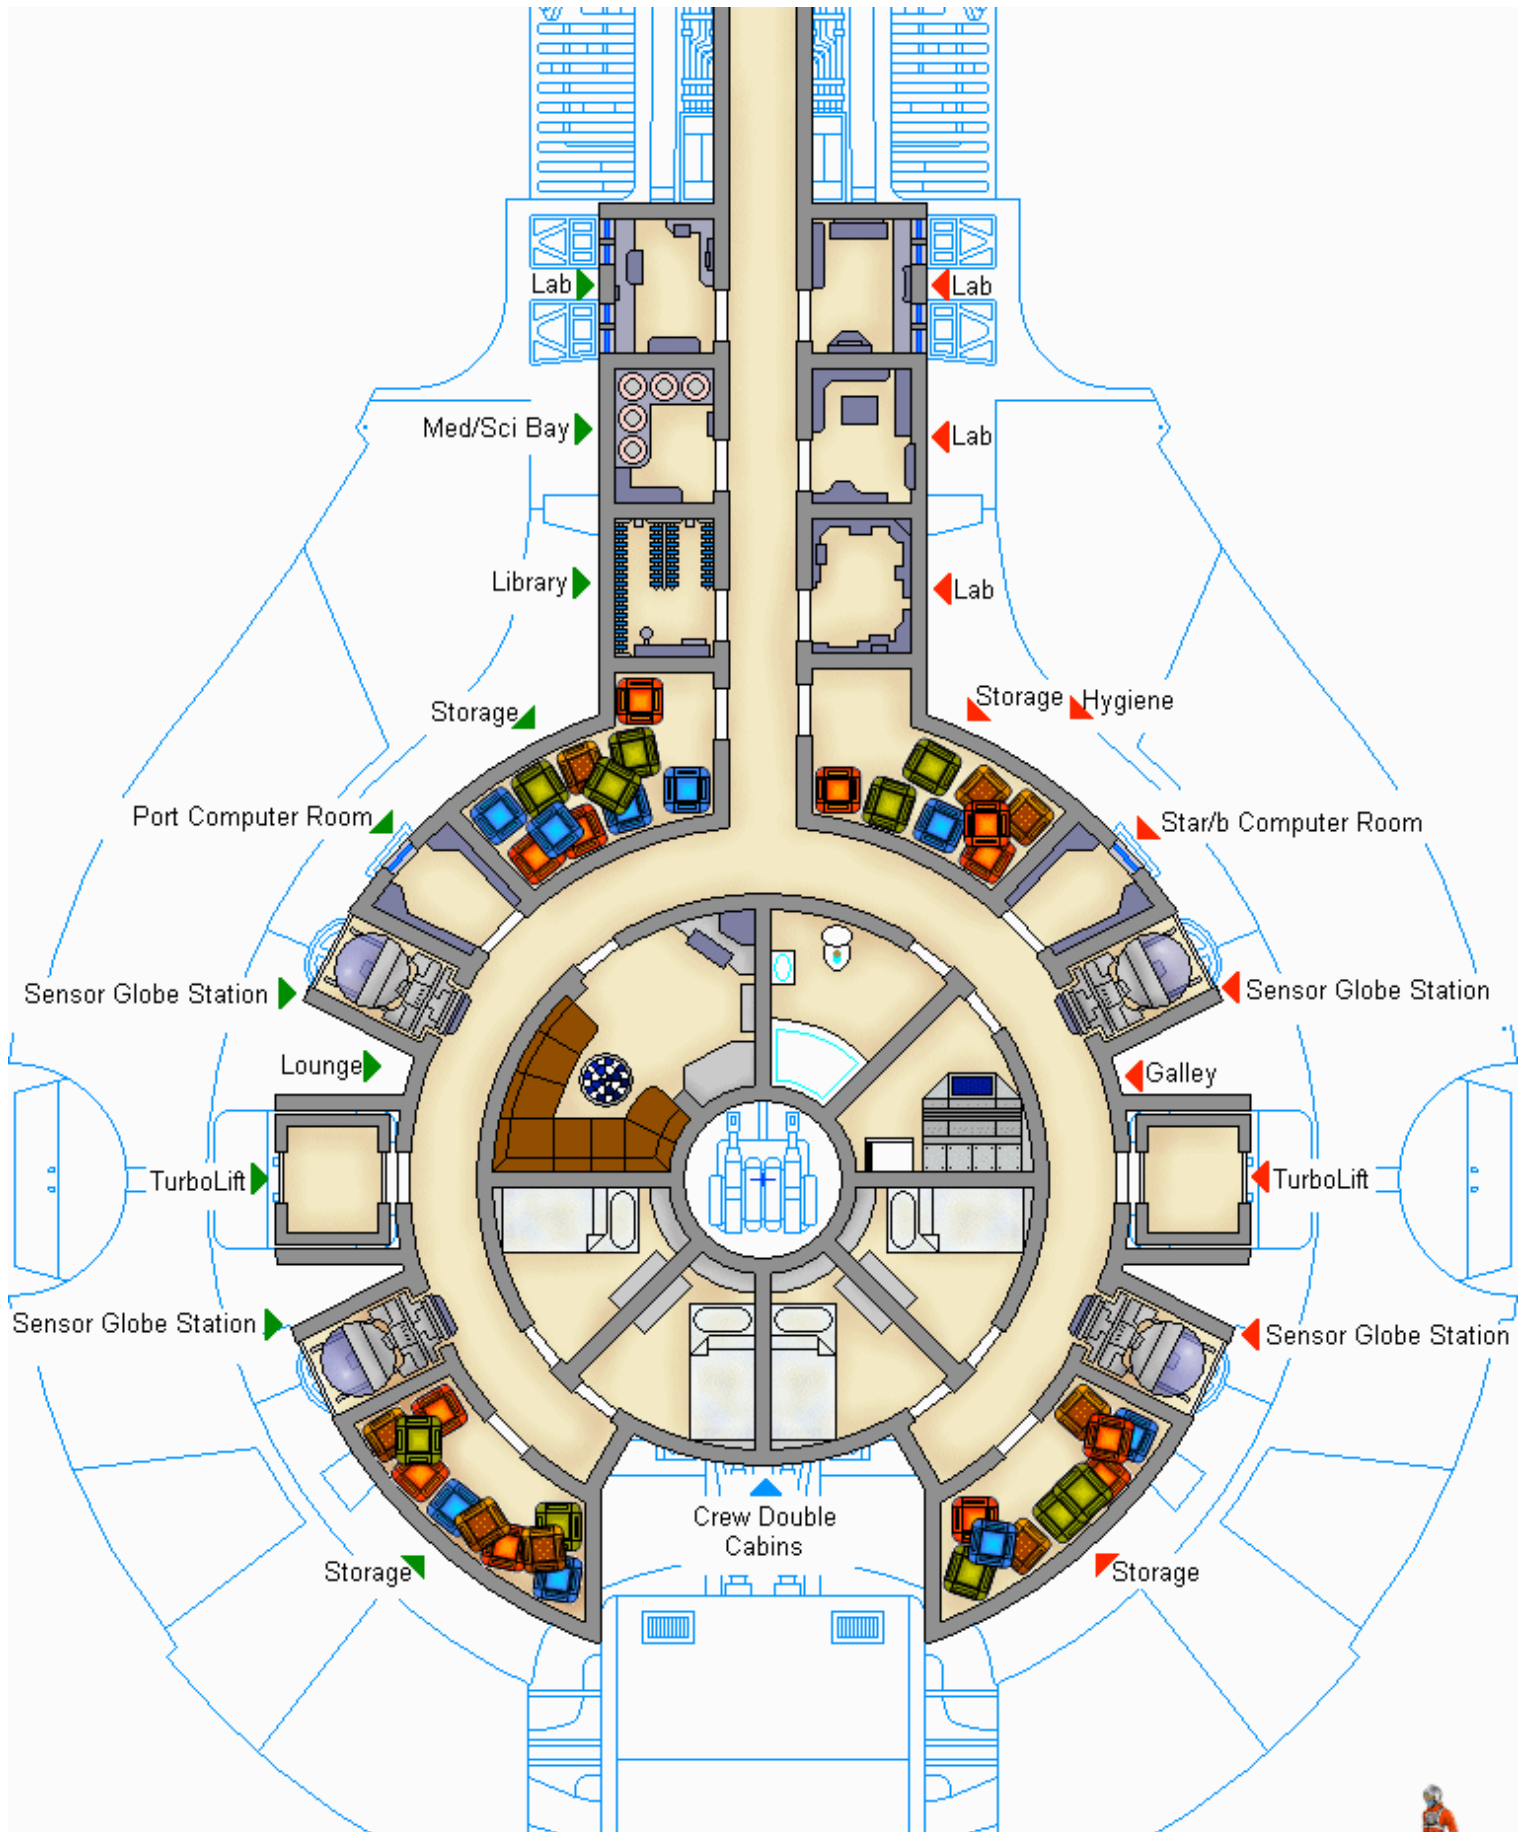 Lab
Lab
Med/Sci Bay
Lab
Library
Lab
Storage
Storage
Hygiene
Port Computer Room
Star/b Computer Room
Sensor Globe Station
Sensor Globe Station
Lounge
Galley
TurboLift
TurboLift
Sensor Globe Station
Sensor Globe Station
Crew Double
Cabins
Storage
Storage